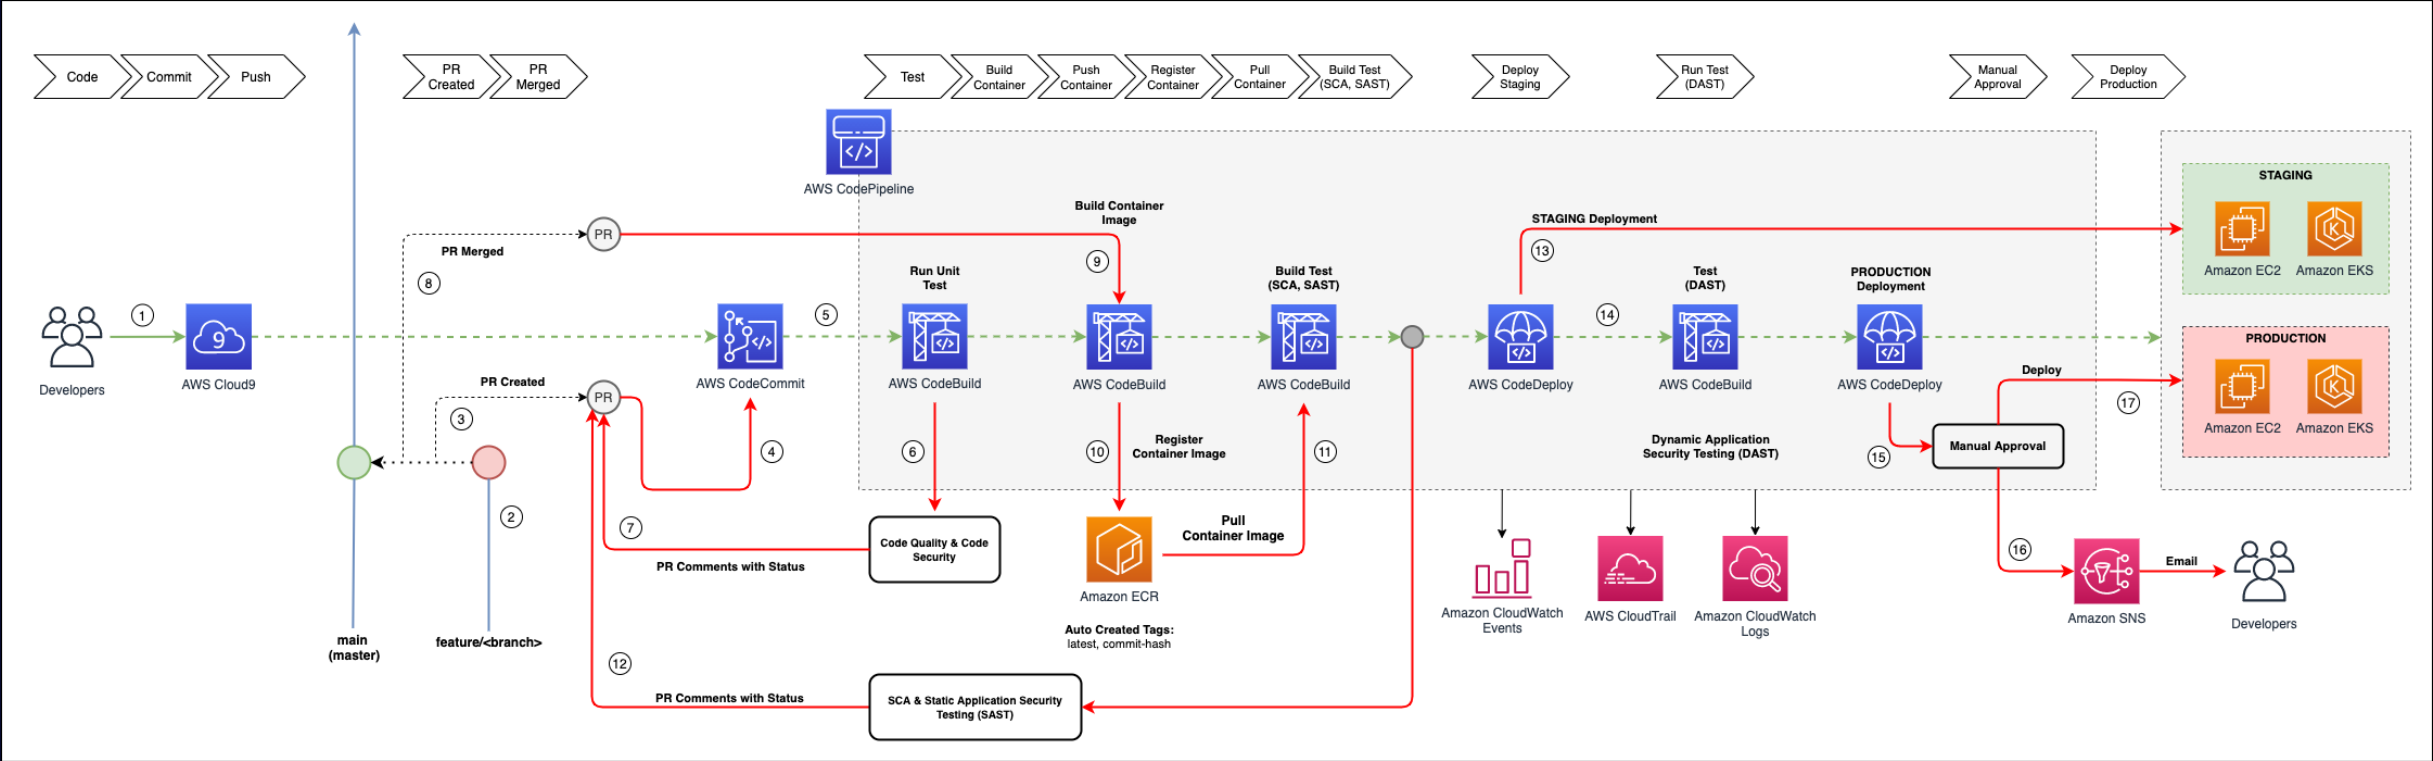 Code
Commit
Push
PR
Created
PR
Merged
Test
Build
Container
Push
Container
Register
Container
Pull
Container
Build Test
(SCA, SAST)
Deploy
Staging
Run Test
(DAST)
Manual
Approval
Deploy
Production
AWS CodePipeline
STAGING
Amazon EC2
Amazon EKS
Build Container
Image
STAGING Deployment
13
PR
PR Merged
8
9
Run Unit
Test
Build Test
(SCA, SAST)
Test
(DAST)
PRODUCTION
Deployment
1
5
14
9
Developers
AWS Cloud9
AWS CodeCommit
AWS CodeBuild
AWS CodeBuild
AWS CodeBuild
AWS CodeDeploy
AWS CodeBuild
AWS CodeDeploy
PRODUCTION
Amazon EC2
Amazon EKS
Deploy
17
PR Created
PR
3
4
6
10
Register
Container Image
11
Dynamic Application
Security Testing (DAST)
15
Manual Approval
2
7
PR Comments with Status
Code Quality & Code
Security
Pull
Container Image
Amazon ECR
Auto Created Tags:
latest, commit-hash
Amazon CloudWatch
Events
AWS CloudTrail
Amazon CloudWatch
Logs
16
Amazon SNS
Email
Developers
main
(master)
feature/<branch>
12
PR Comments with Status
SCA & Static Application Security
Testing (SAST)